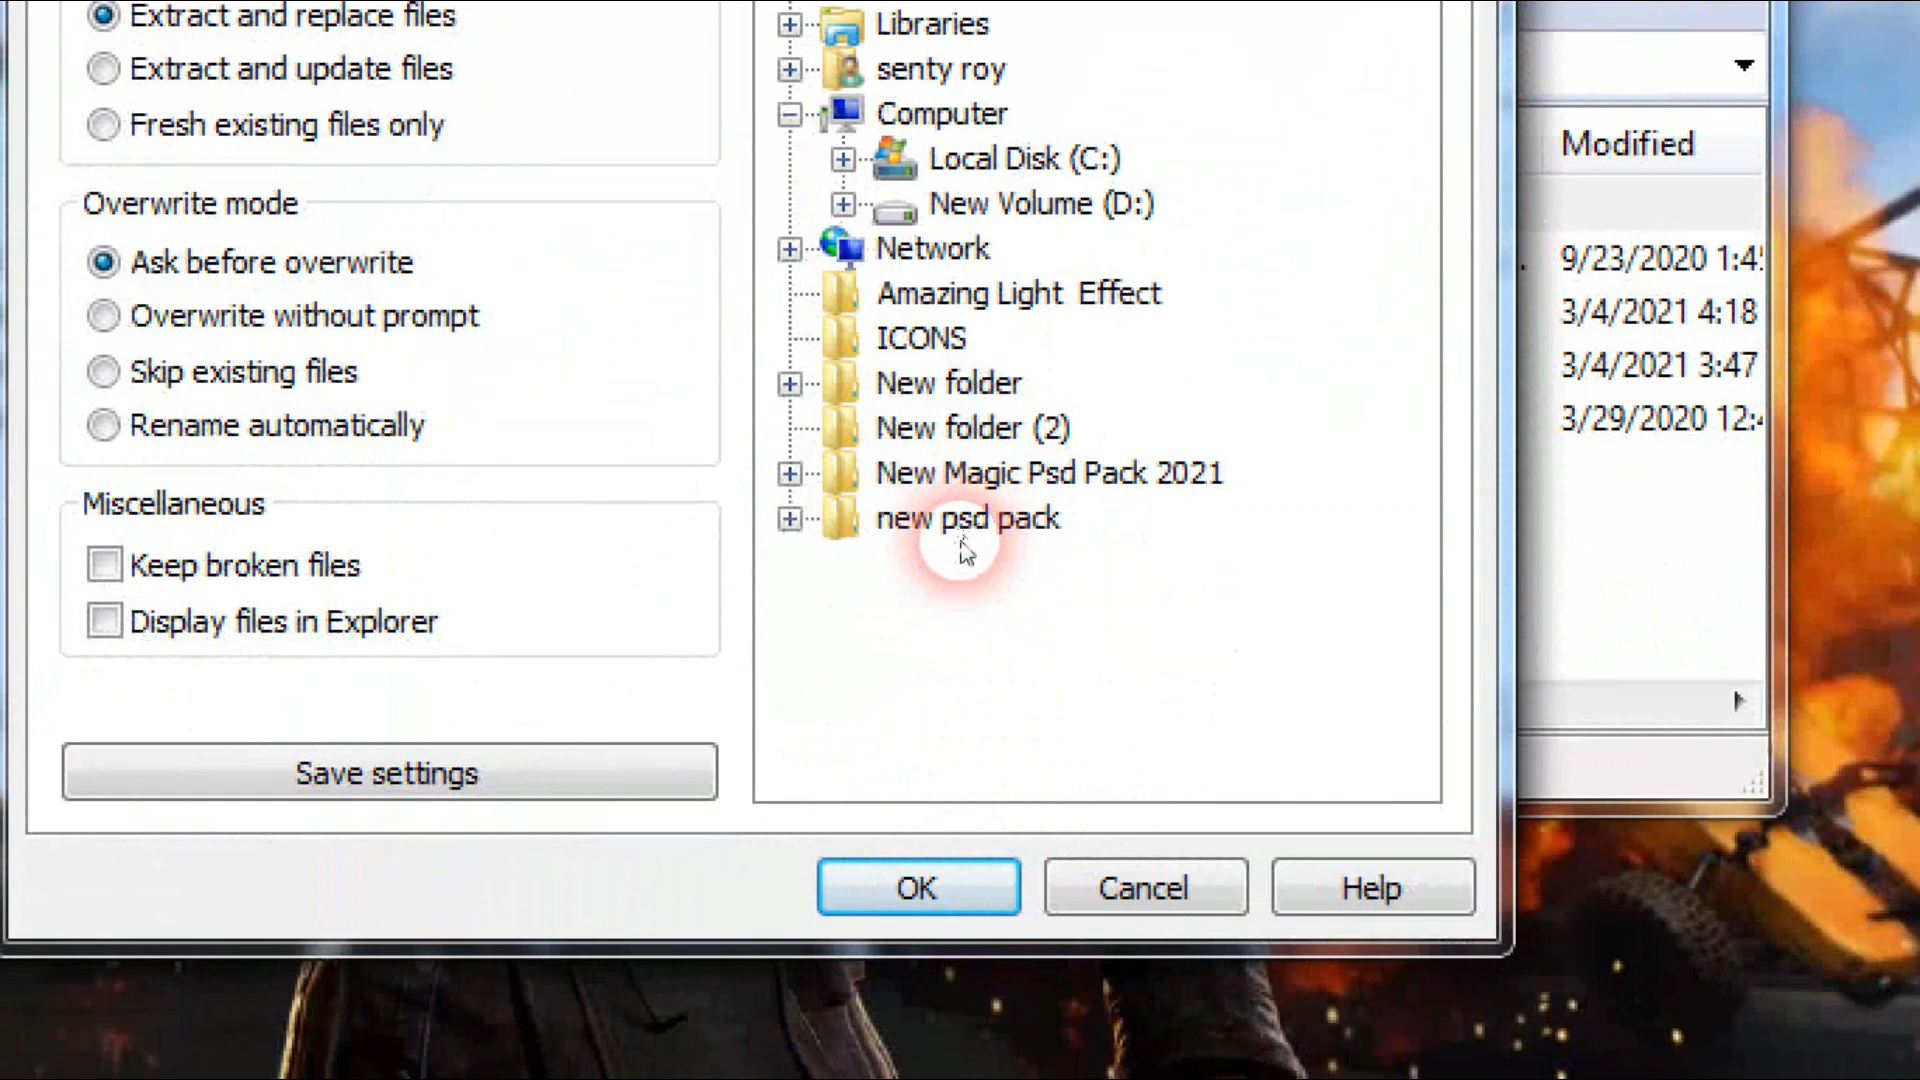 Extract and replace files
Extract and update files
Fresh existing files only
Overwrite mode
Ask before overwrite
Overwrite without prompt
Skip existing files
Rename automatically
Miscellaneous
Keep broken files
Display files in Explorer
Save settings
Libraries
senty roy
Computer
Local Disk (C:)
New Volume (D:)
Network
Amazing Light Effect
ICONS
New folder
New folder (2)
New Magic Psd Pack 2021
new psd pack
OK
Cancel
Help
Modified
9/23/2020 1:4
3/4/2021 4:18
3/4/2021 3:47
3/29/2020 12: